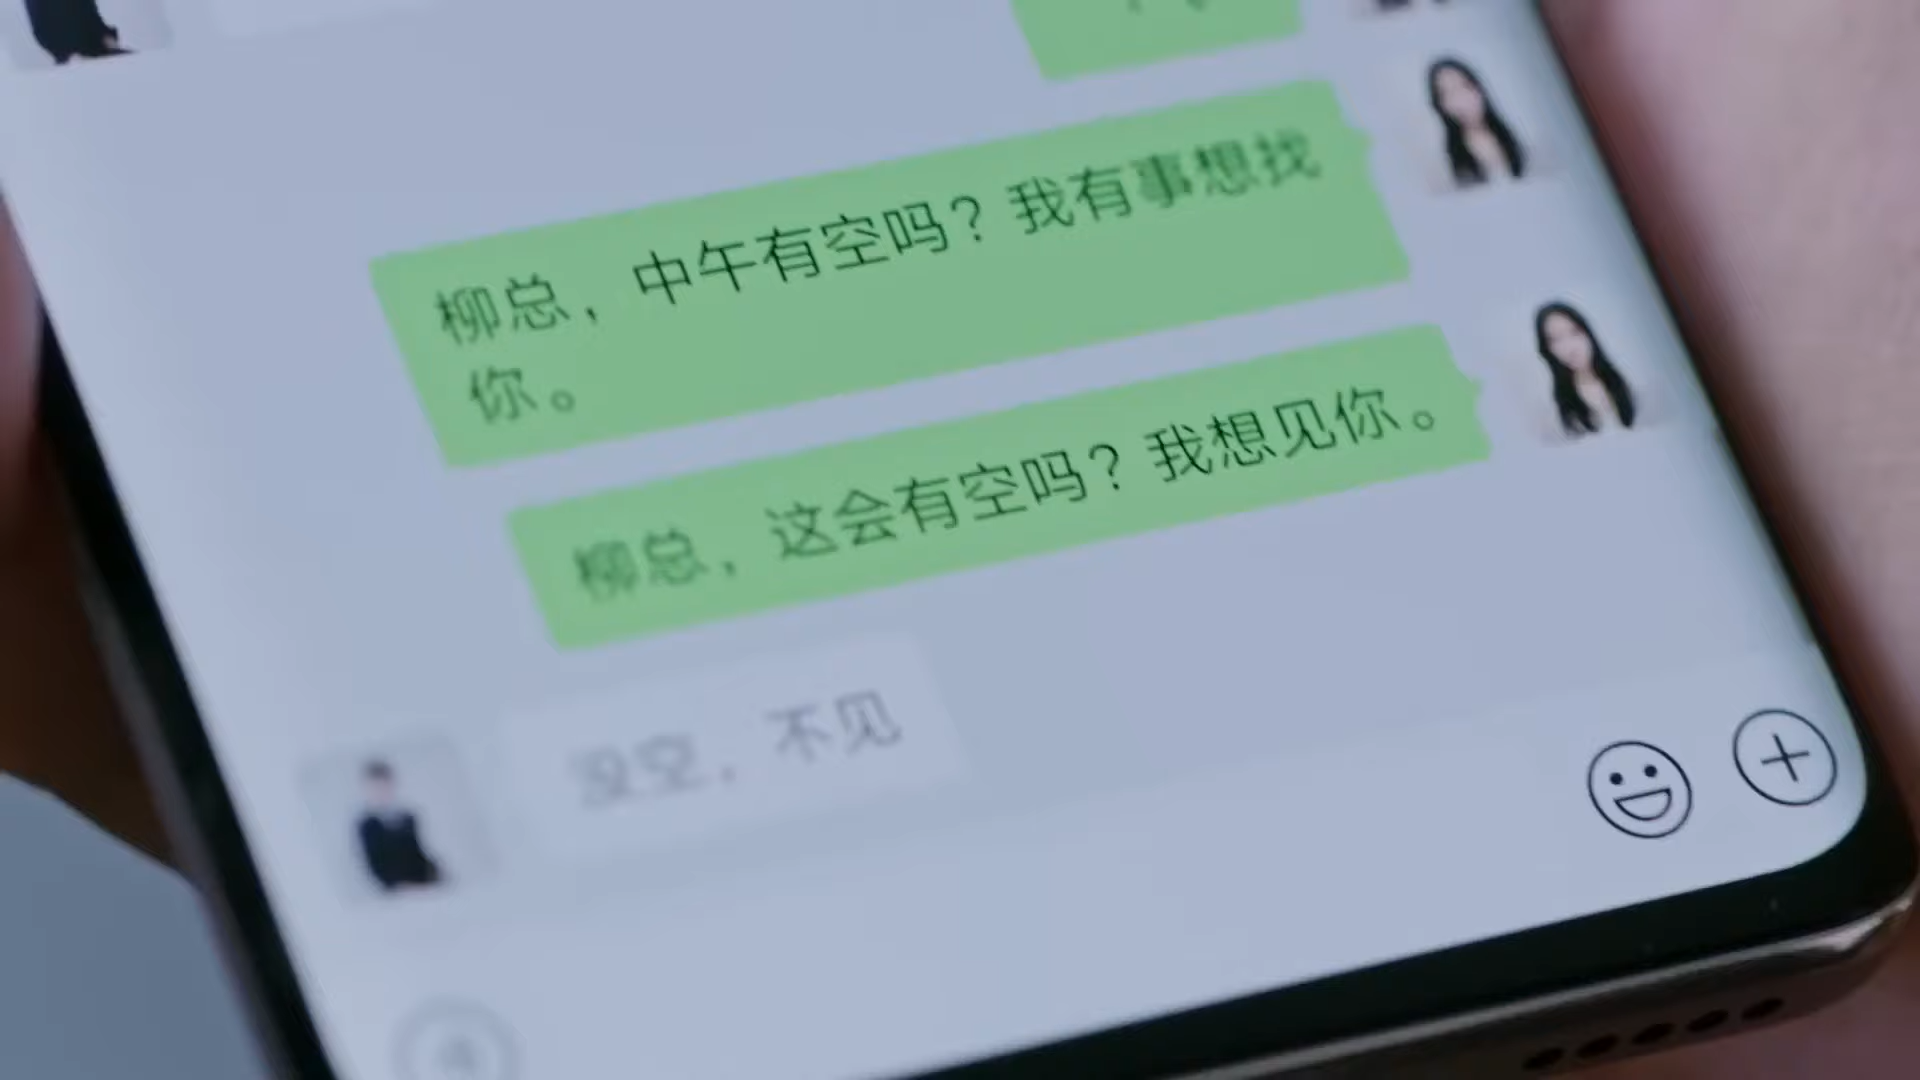 柳总，中午有空吗？我有事想找
你。
柳总，这会有空吗？我想见你。
没空，不见